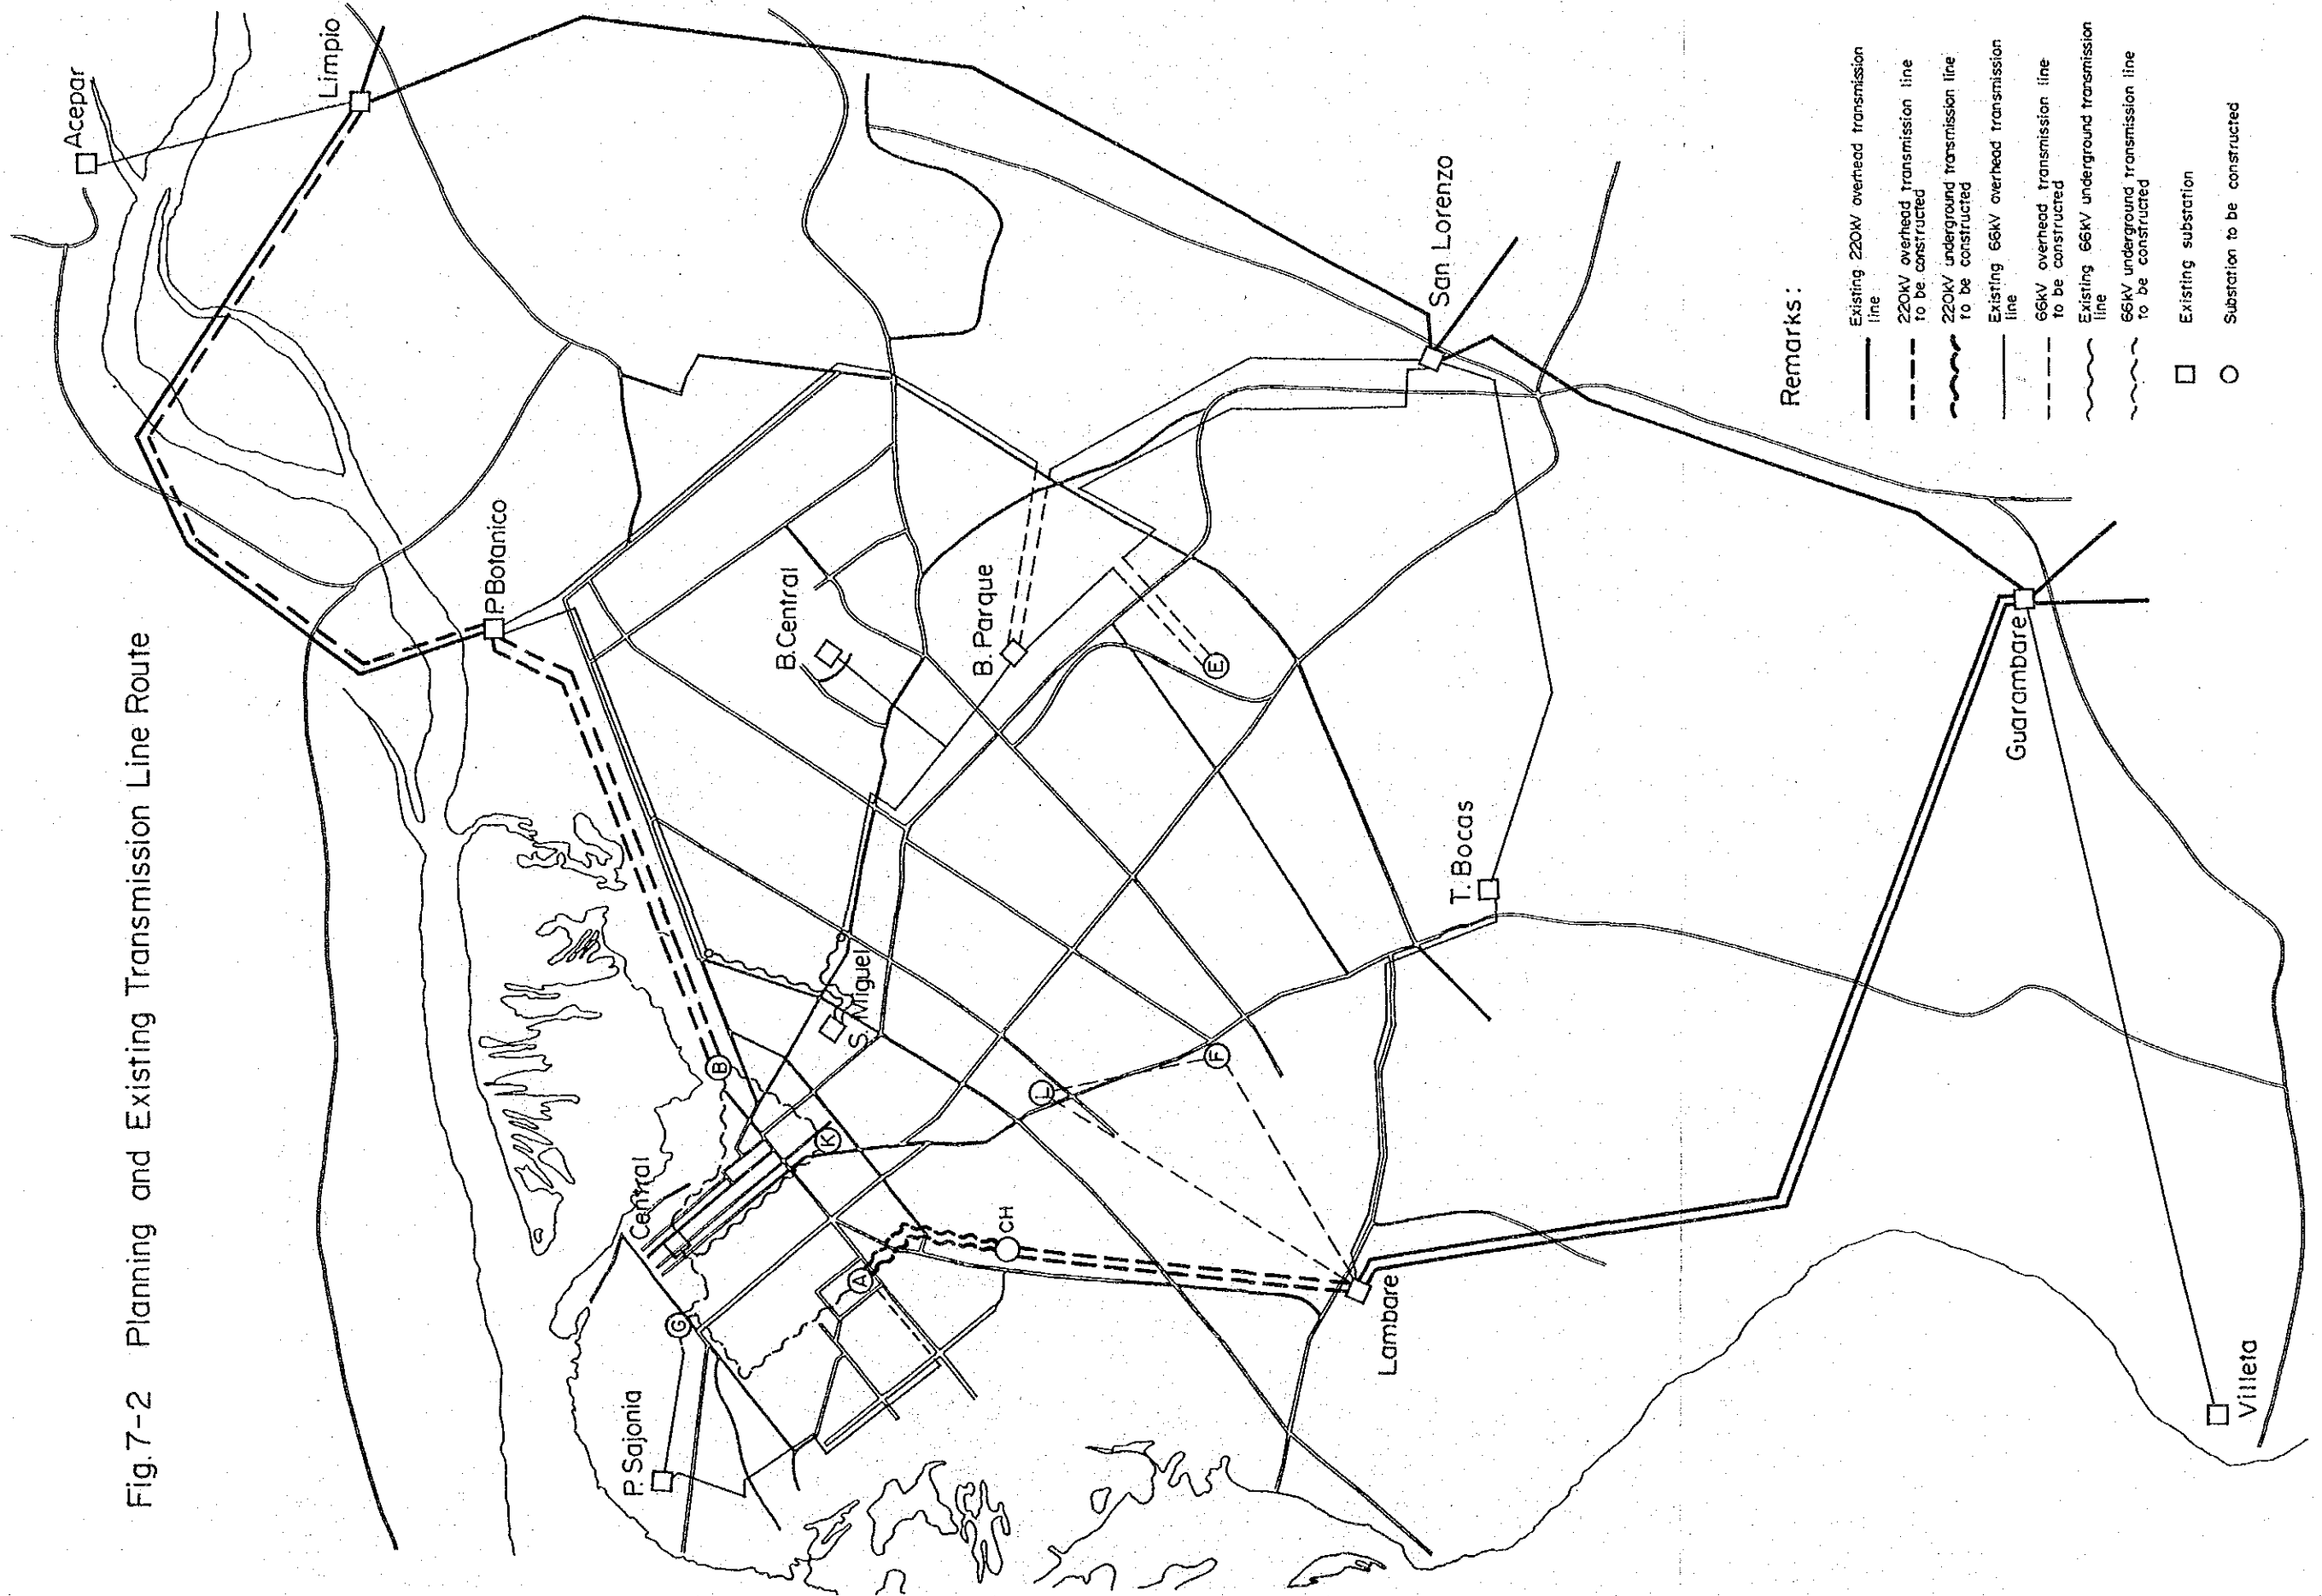 Fig. 7-2 Planning and Existing Transmission Line Route
Acepar
Limpio
P.Botanico
B.Central
B. Parque
San Lorenzo
E
S. Miguel
B
Central
K
L
F
T. Bocas
Guarambare
G
A
CH
P. Sajonia
Lambare
Villeta
Remarks:
Existing 220kV overhead transmission
line
220kV overhead transmission line
to be constructed
220kV underground transmission line
to be constructed
Existing 66kV overhead transmission
line
66kV overhead transmission line
to be constructed
Existing 66kV underground transmission
line
66kV underground transmission line
to be constructed
Existing substation
Substation to be constructed